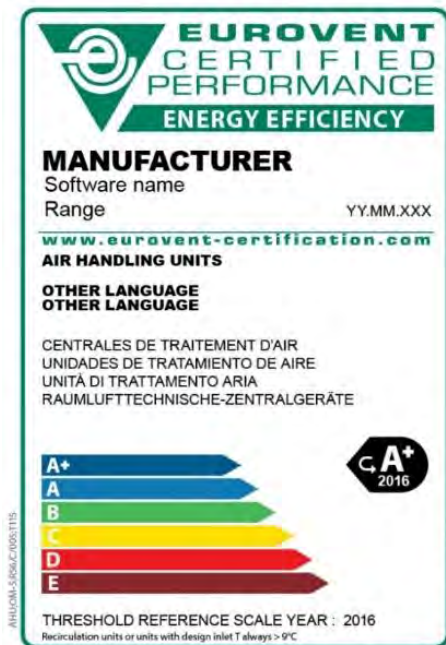 EUROVENT
CERTIFIED
PERFORMANCE
ENERGY EFFICIENCY
MANUFACTURER
Software name
Range YY.MM.XXX
www.eurovent-certification.com
AIR HANDLING UNITS
OTHER LANGUAGE
OTHER LANGUAGE
CENTRALES DE TRAITEMENT D'AIR
UNIDADES DE TRATAMIENTO DE AIRE
UNITÀ DI TRATTAMENTO ARIA
RAUMLUFTTECHNISCHE-ZENTRALGERÄTE
A+
A
B
C
D
E
A+
2016
THRESHOLD REFERENCE SCALE YEAR : 2016
Recirculation units or units with design inlet T always > 9°C